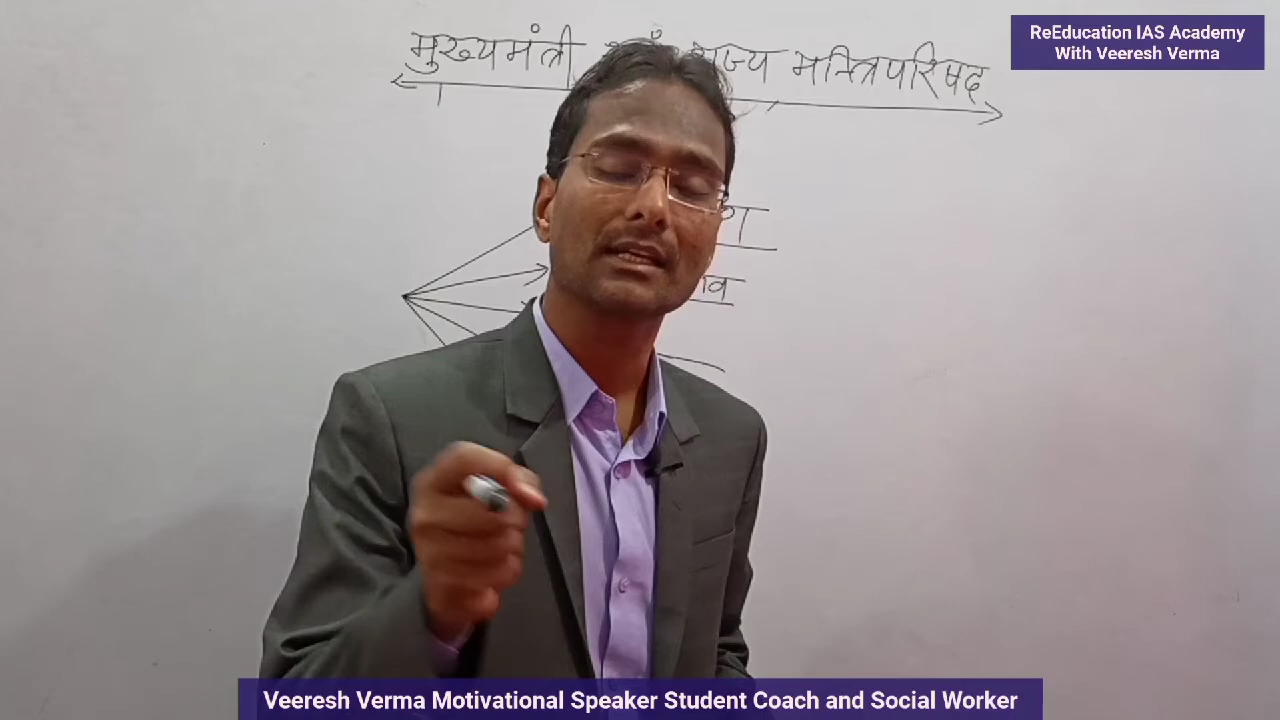 ReEducation IAS Academy
With Veeresh Verma
मुख्यमंत्री राज्य मन्त्रिपरिषद
Veeresh Verma Motivational Speaker Student Coach and Social Worker